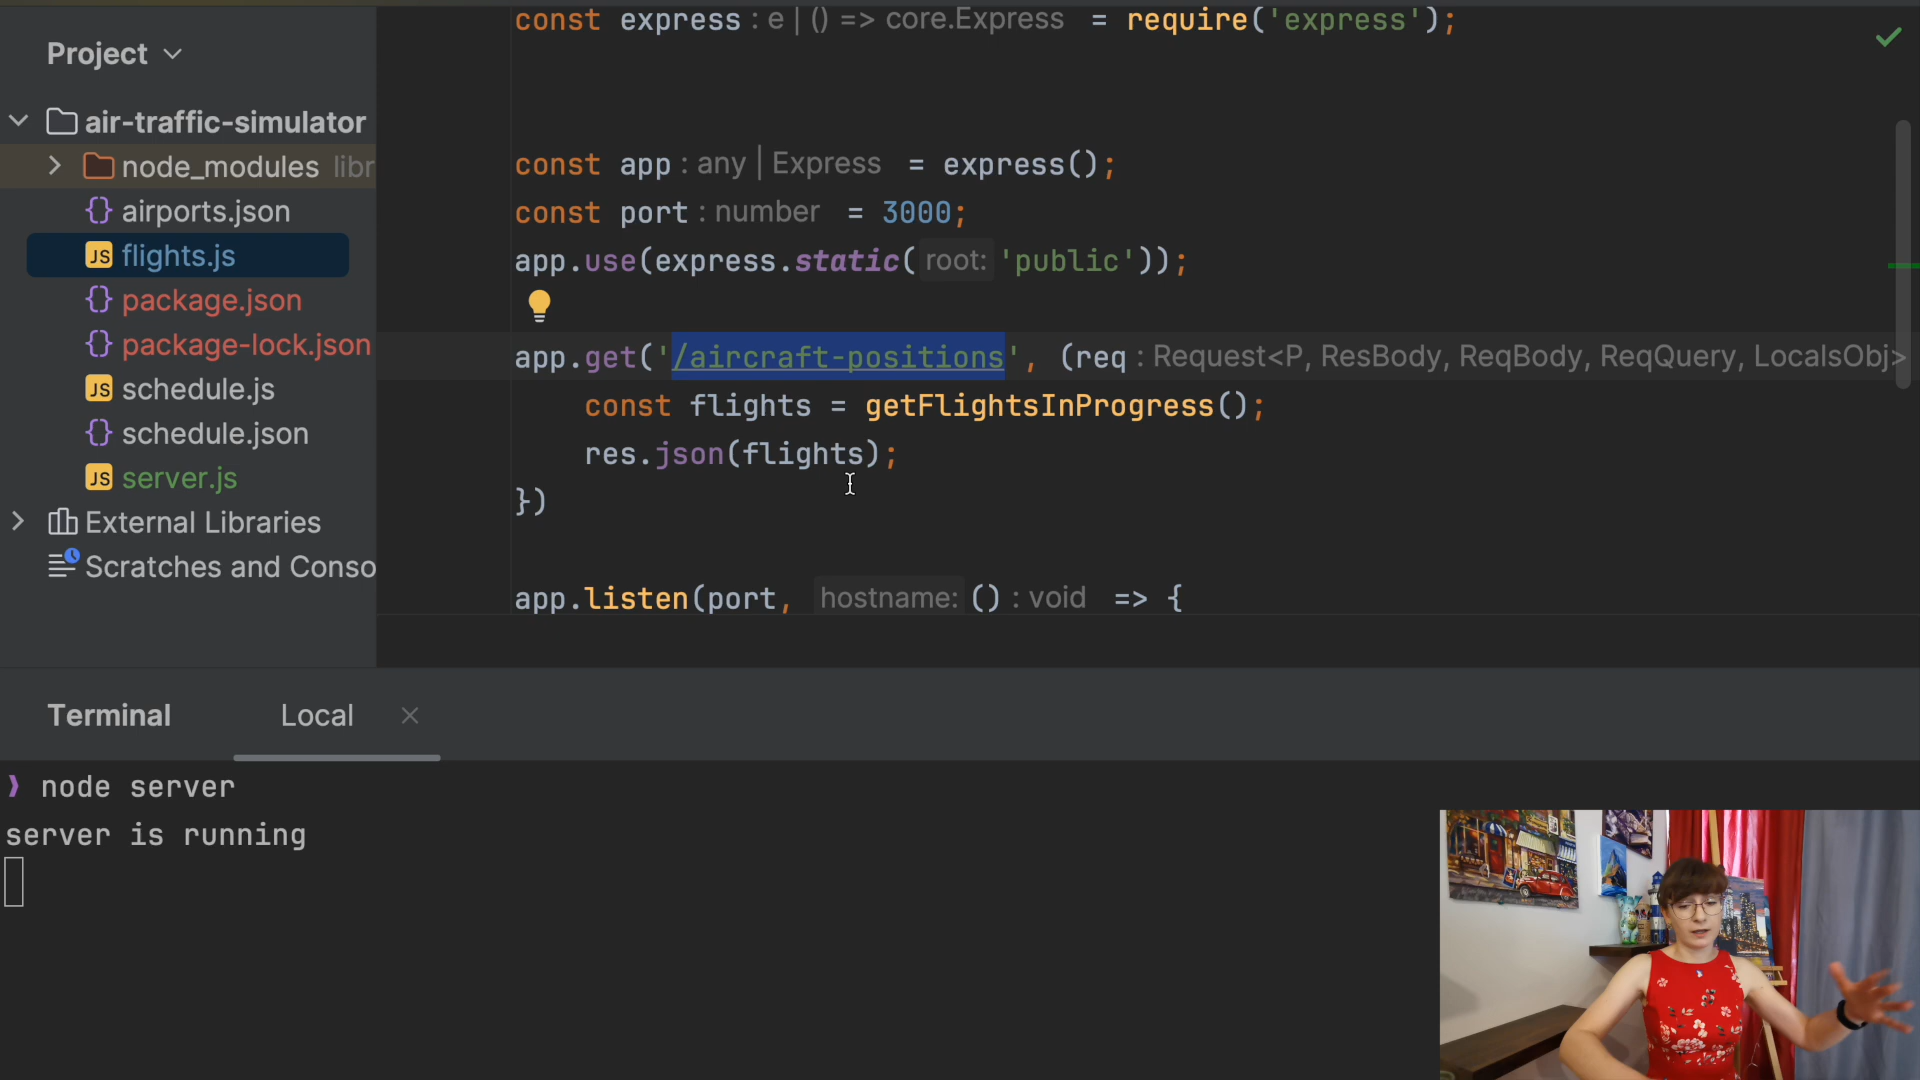 const express : e | () => core.Express = require('express');
Project
air-traffic-simulator
node_modules libr
const app : any | Express = express();
airports.json
const port : number = 3000;
flights.js
app.use(express.static( root: 'public'));
package.json
package-lock.json
app.get('/aircraft-positions', (req : Request<P, ResBody, ReqBody, ReqQuery, LocalsObj>
schedule.js
const flights = getFlightsInProgress();
schedule.json
res.json(flights);
server.js
})
External Libraries
Scratches and Conso
app.listen(port, hostname: () : void => {
Terminal
Local
node server
server is running